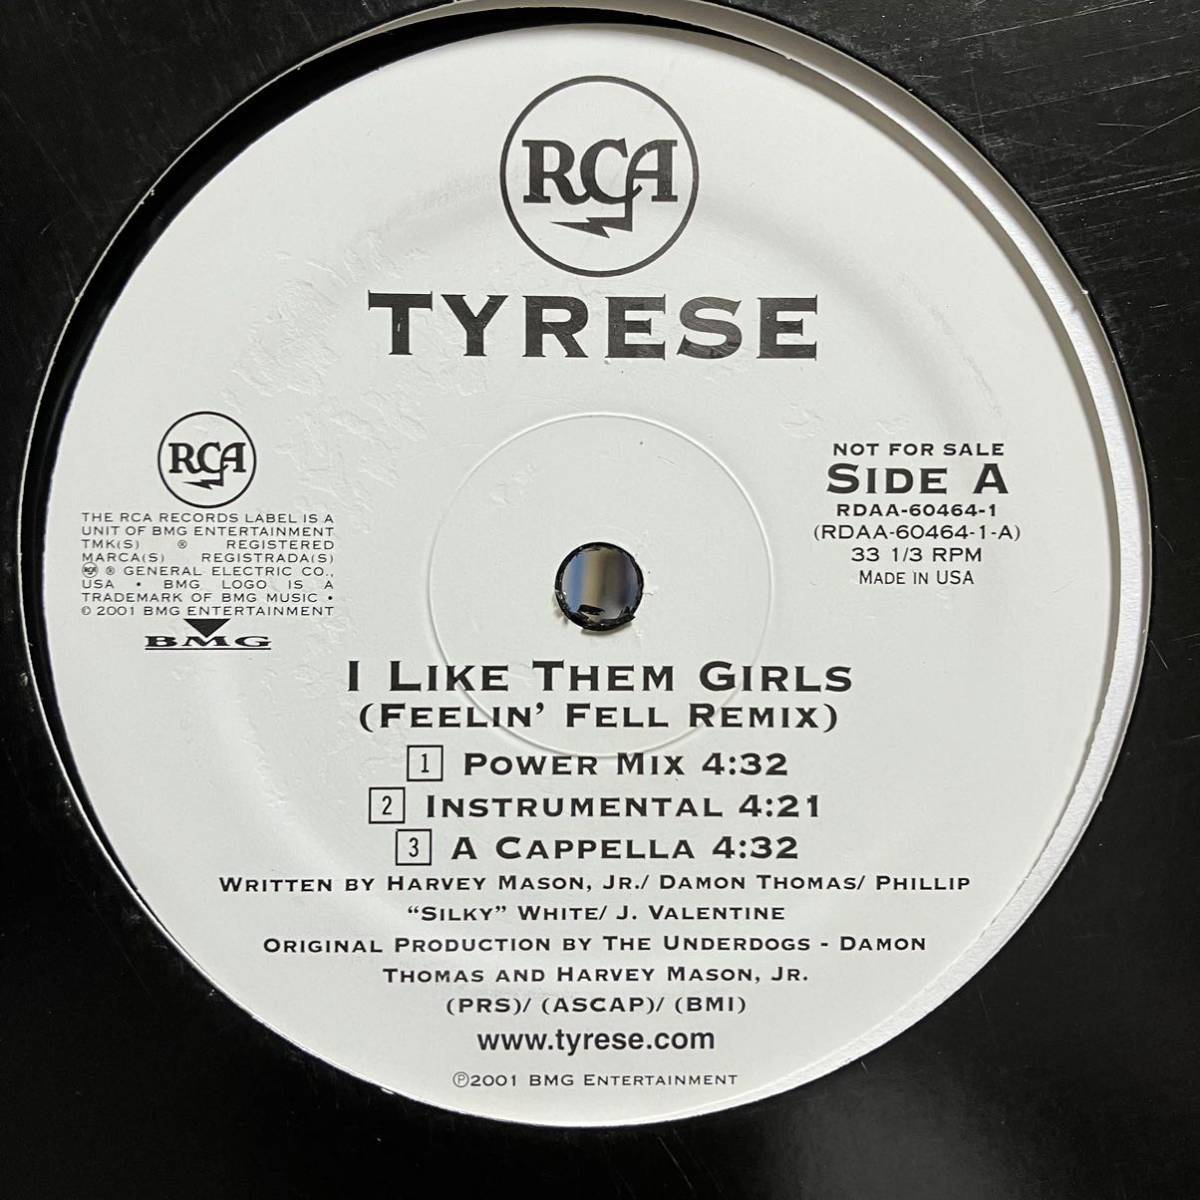 RCA
TYRESE
RCA
THE RCA RECORDS LABEL IS A
UNIT OF BMG ENTERTAINMENT
TMK(S) ® REGISTERED
MARCA(S) REGISTRADA(S)
RCA ® GENERAL ELECTRIC CO.,
USA • BMG LOGO IS A
TRADEMARK OF BMG MUSIC •
© 2001 BMG ENTERTAINMENT
BMG
NOT FOR SALE
SIDE A
RDAA-60464-1
(RDAA-60464-1-A)
33 1/3 RPM
MADE IN USA
I LIKE THEM GIRLS
(FEELIN' FELL REMIX)
1 POWER MIX 4:32
2 INSTRUMENTAL 4:21
3 A CAPPELLA 4:32
WRITTEN BY HARVEY MASON, JR./ DAMON THOMAS/ PHILLIP
“SILKY” WHITE/ J. VALENTINE
ORIGINAL PRODUCTION BY THE UNDERDOGS - DAMON
THOMAS AND HARVEY MASON, JR.
(PRS)/ (ASCAP)/ (BMI)
www.tyrese.com
℗2001 BMG ENTERTAINMENT